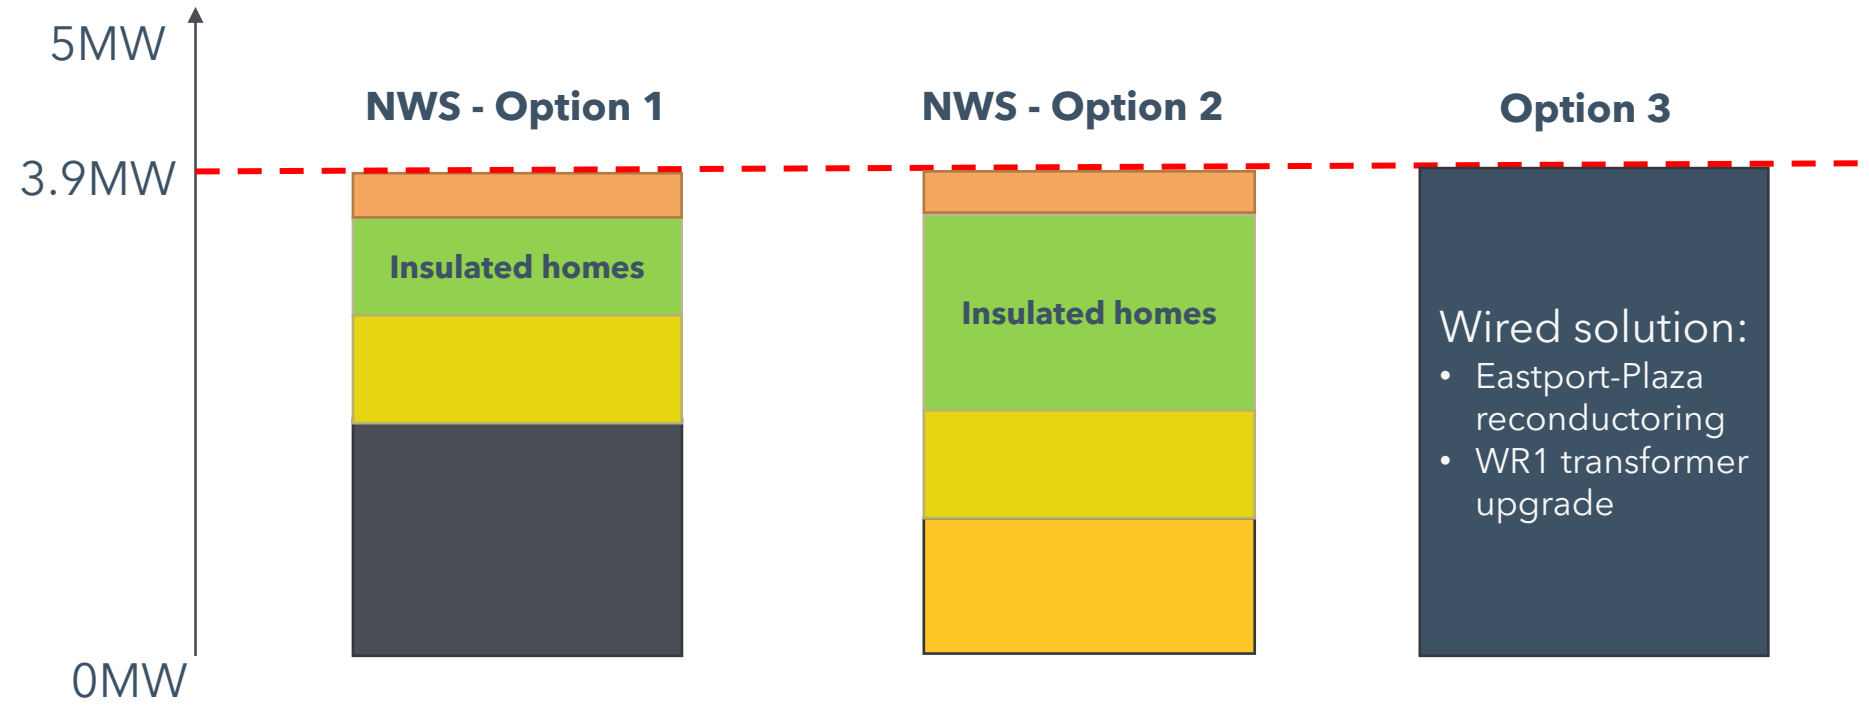 5MW
NWS - Option 1
NWS - Option 2
Option 3
3.9MW
Insulated homes
Insulated homes
Wired solution:
• Eastport-Plaza
reconductoring
• WR1 transformer
upgrade
0MW